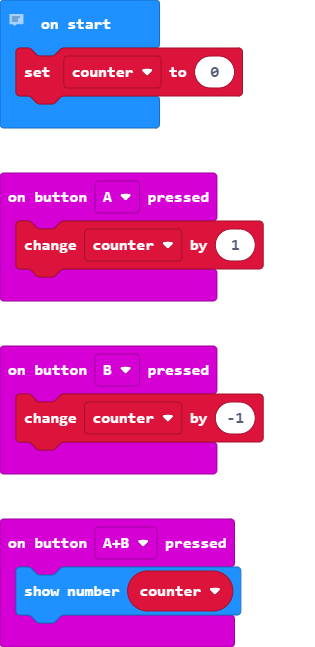 on start
set counter to 0
on button A pressed
change counter by 1
on button B pressed
change counter by -1
on button A+B pressed
show number counter